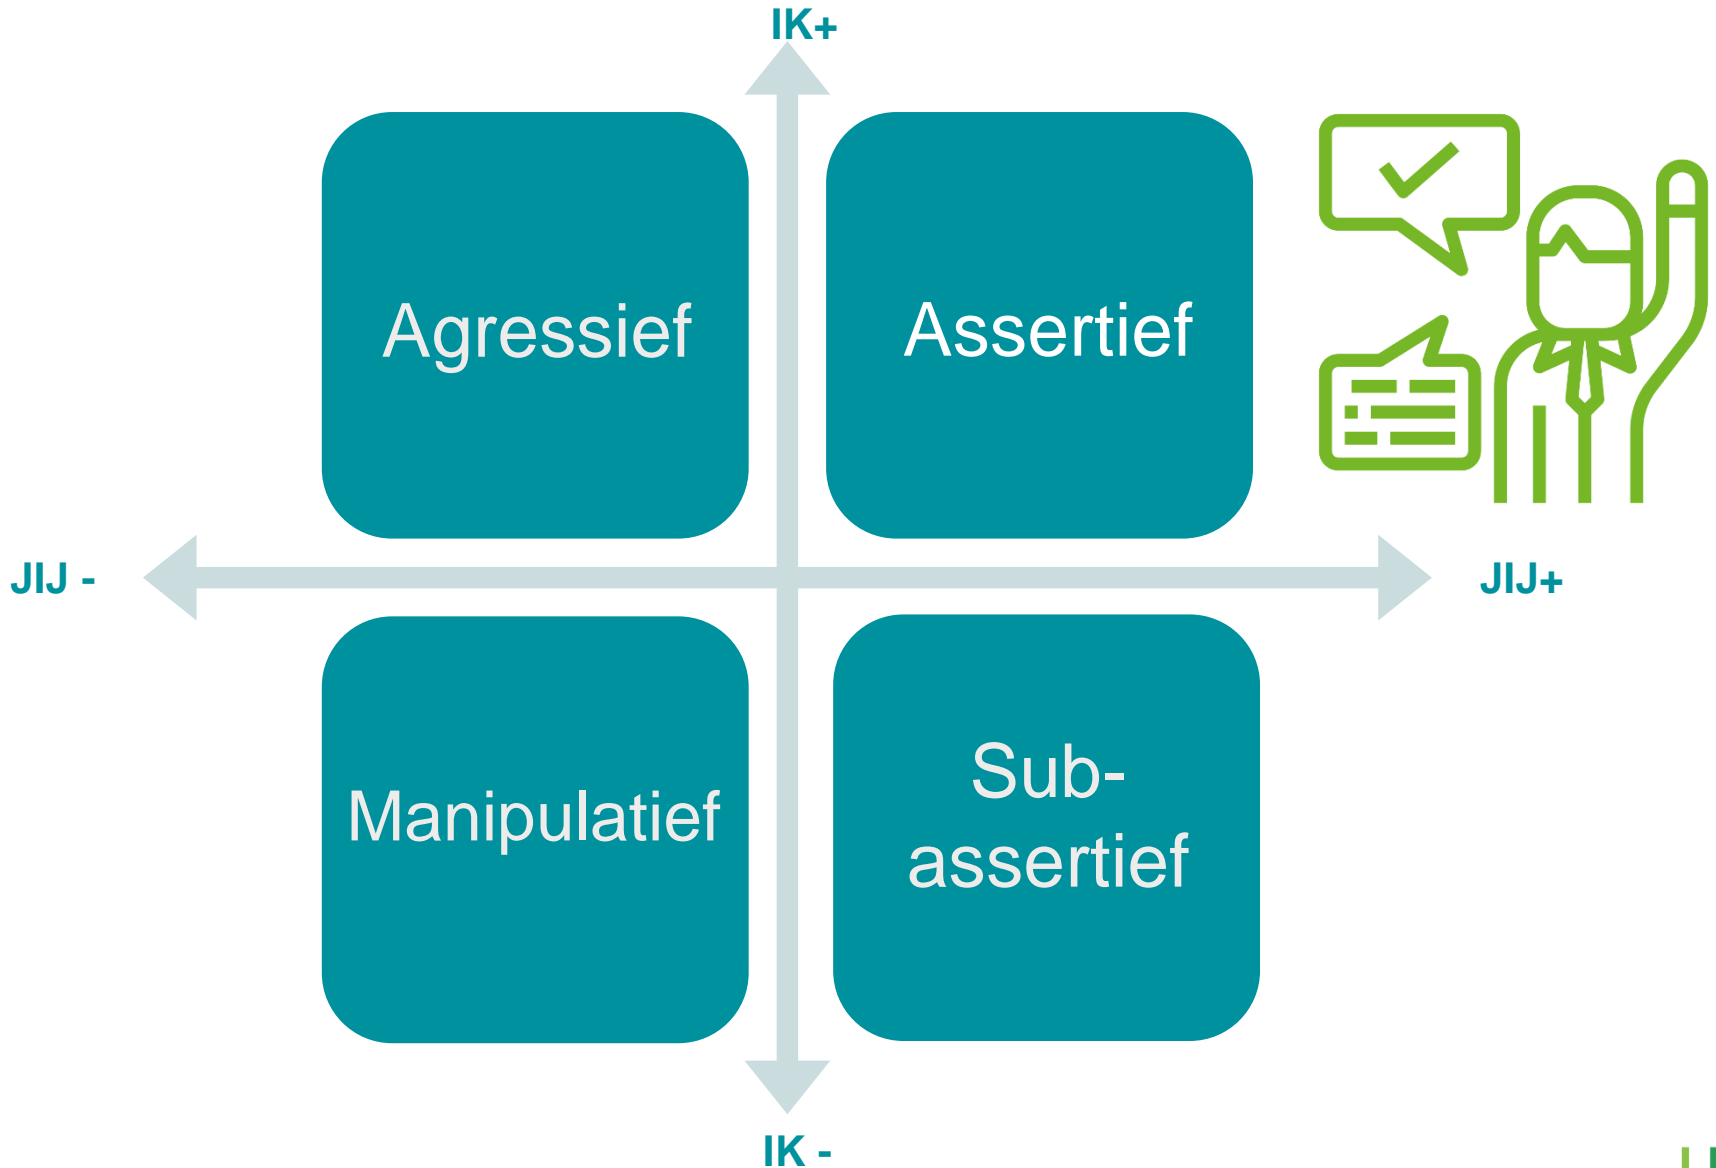 IK+
Agressief
Assertief
JIJ -
JIJ+
Manipulatief
Sub-
assertief
IK -